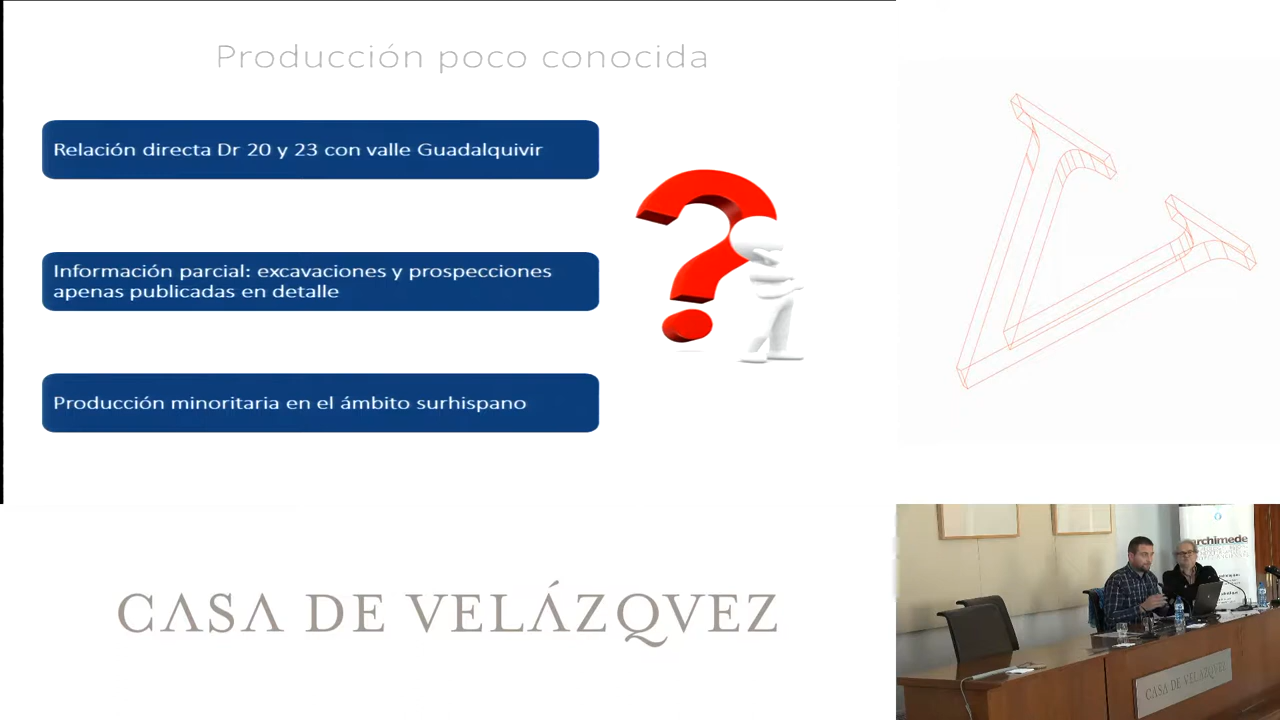 Producción poco conocida
Relación directa Dr 20 y 23 con valle Guadalquivir
Información parcial: excavaciones y prospecciones
apenas publicadas en detalle
Producción minoritaria en el ámbito surhispano
CASA DE VELÁZQVEZ
archimede
CASA DE VELÁZQVEZ